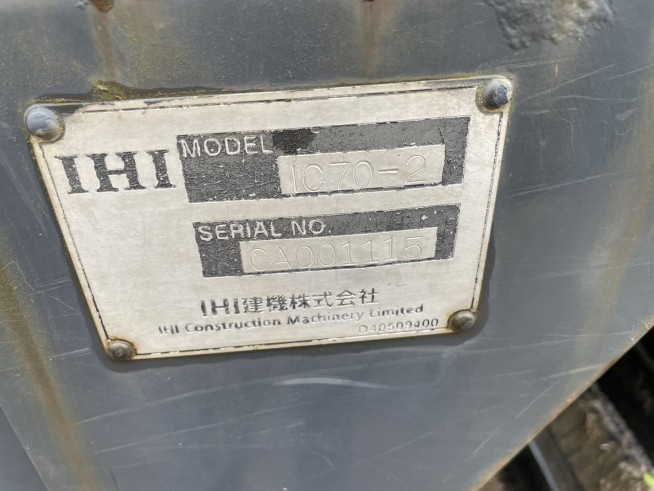 IHI
MODEL
IC70-2
SERIAL NO.
CA001115
IHI建機株式会社
IHI Construction Machinery Limited
D40509400